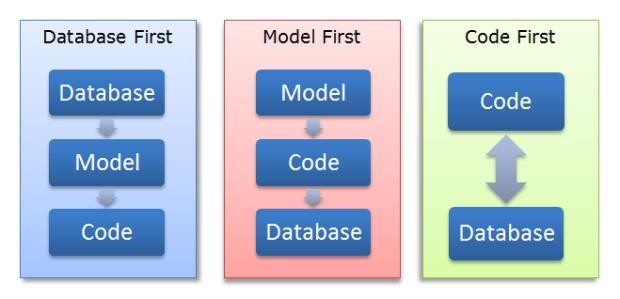 Database First
Database
Model
Code
Model First
Model
Code
Database
Code First
Code
Database